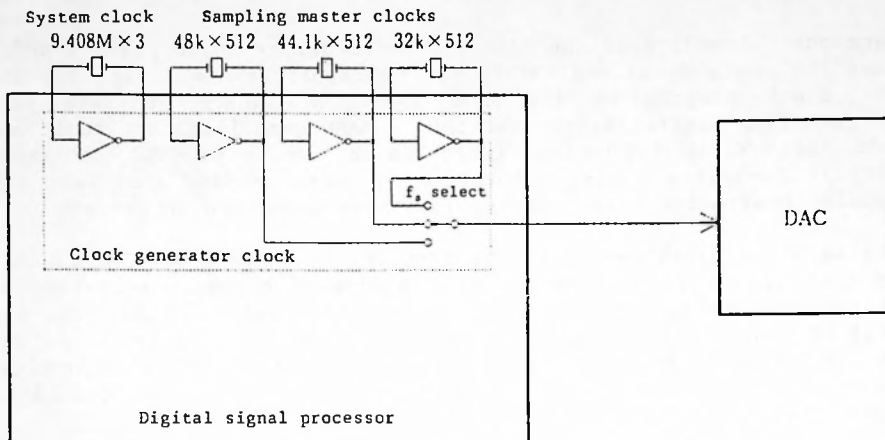 System clock
Sampling master clocks
9.408M×3
48k×512
44.1k×512
32k×512
fs select
Clock generator clock
DAC
Digital signal processor